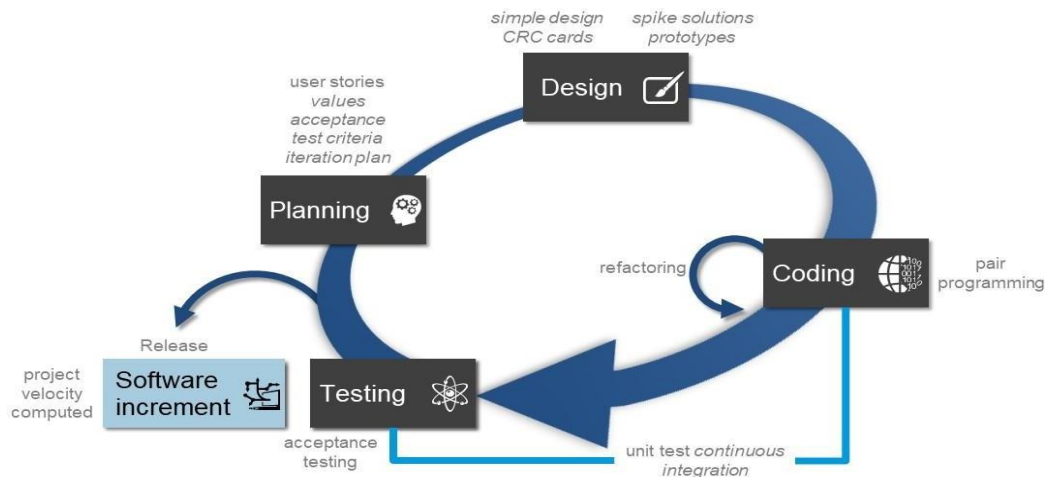 simple design
CRC cards
spike solutions
prototypes
Design
user stories
values
acceptance
test criteria
iteration plan
Planning
refactoring
Coding
pair
programming
Release
project
velocity
computed
Software
increment
Testing
acceptance
testing
unit test continuous
integration